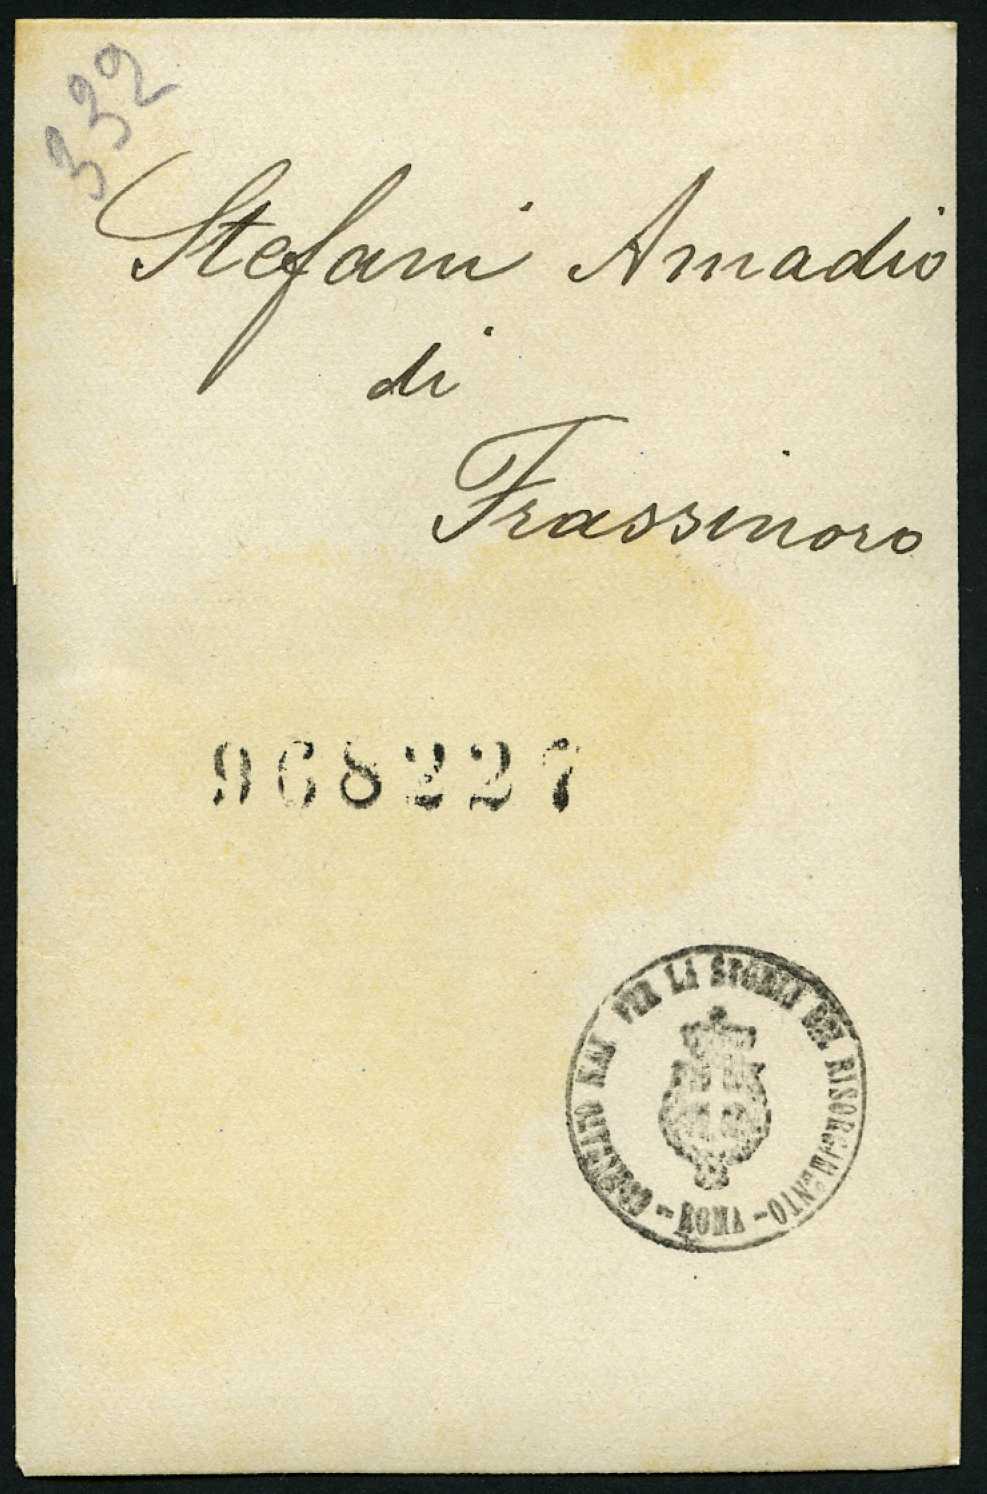 332
Stefani Amadio
di
Frassinoro
968227
COMITATO NAZ PER LA STORIA DEL RISORGIMENTO - ROMA -